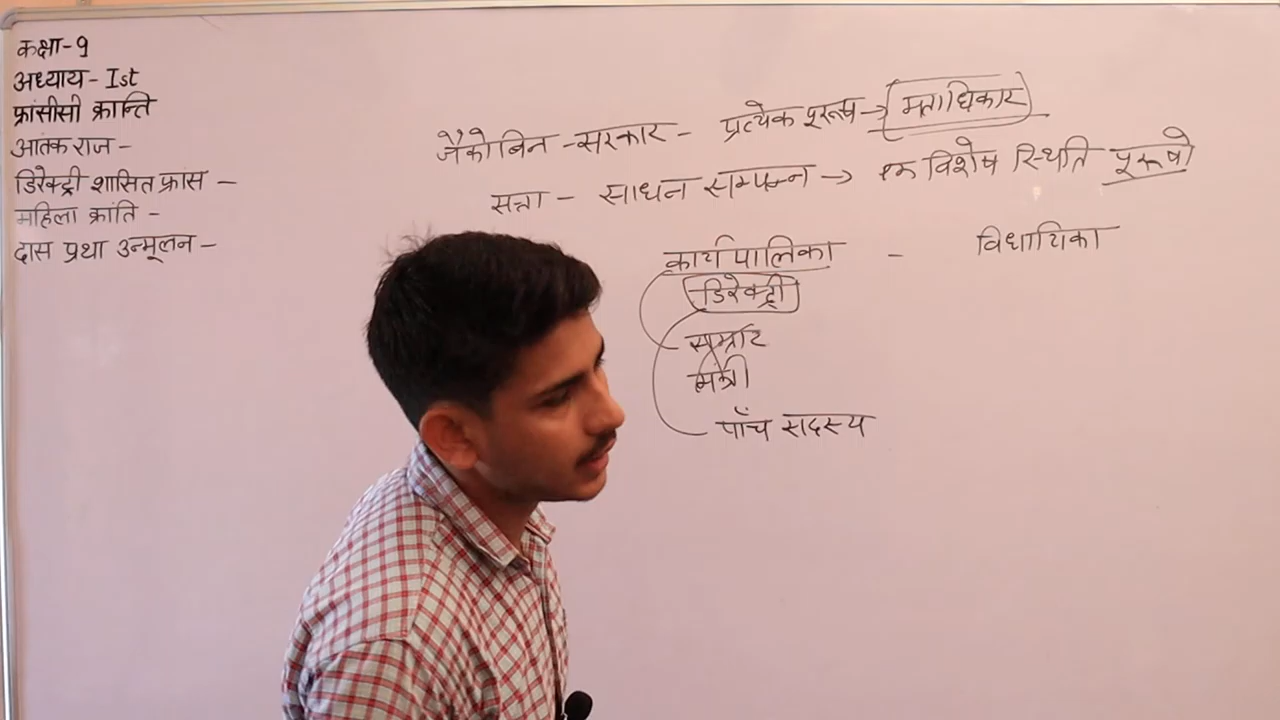 कक्षा-9
अध्याय- Ist
फ्रांसीसी क्रान्ति
आतंक राज-
डिरेक्ट्री शासित फ्रांस -
महिला क्रांति -
दास प्रथा उन्मूलन-
जैकोबिन -सरकार- प्रत्येक पुरूष→ मताधिकार
सत्ता - साधन सम्पन्न → एक विशेष स्थिति पुरूषो
कार्यपालिका - विधायिका
डिरेक्ट्री
सम्राट
मंत्री
पाँच सदस्य